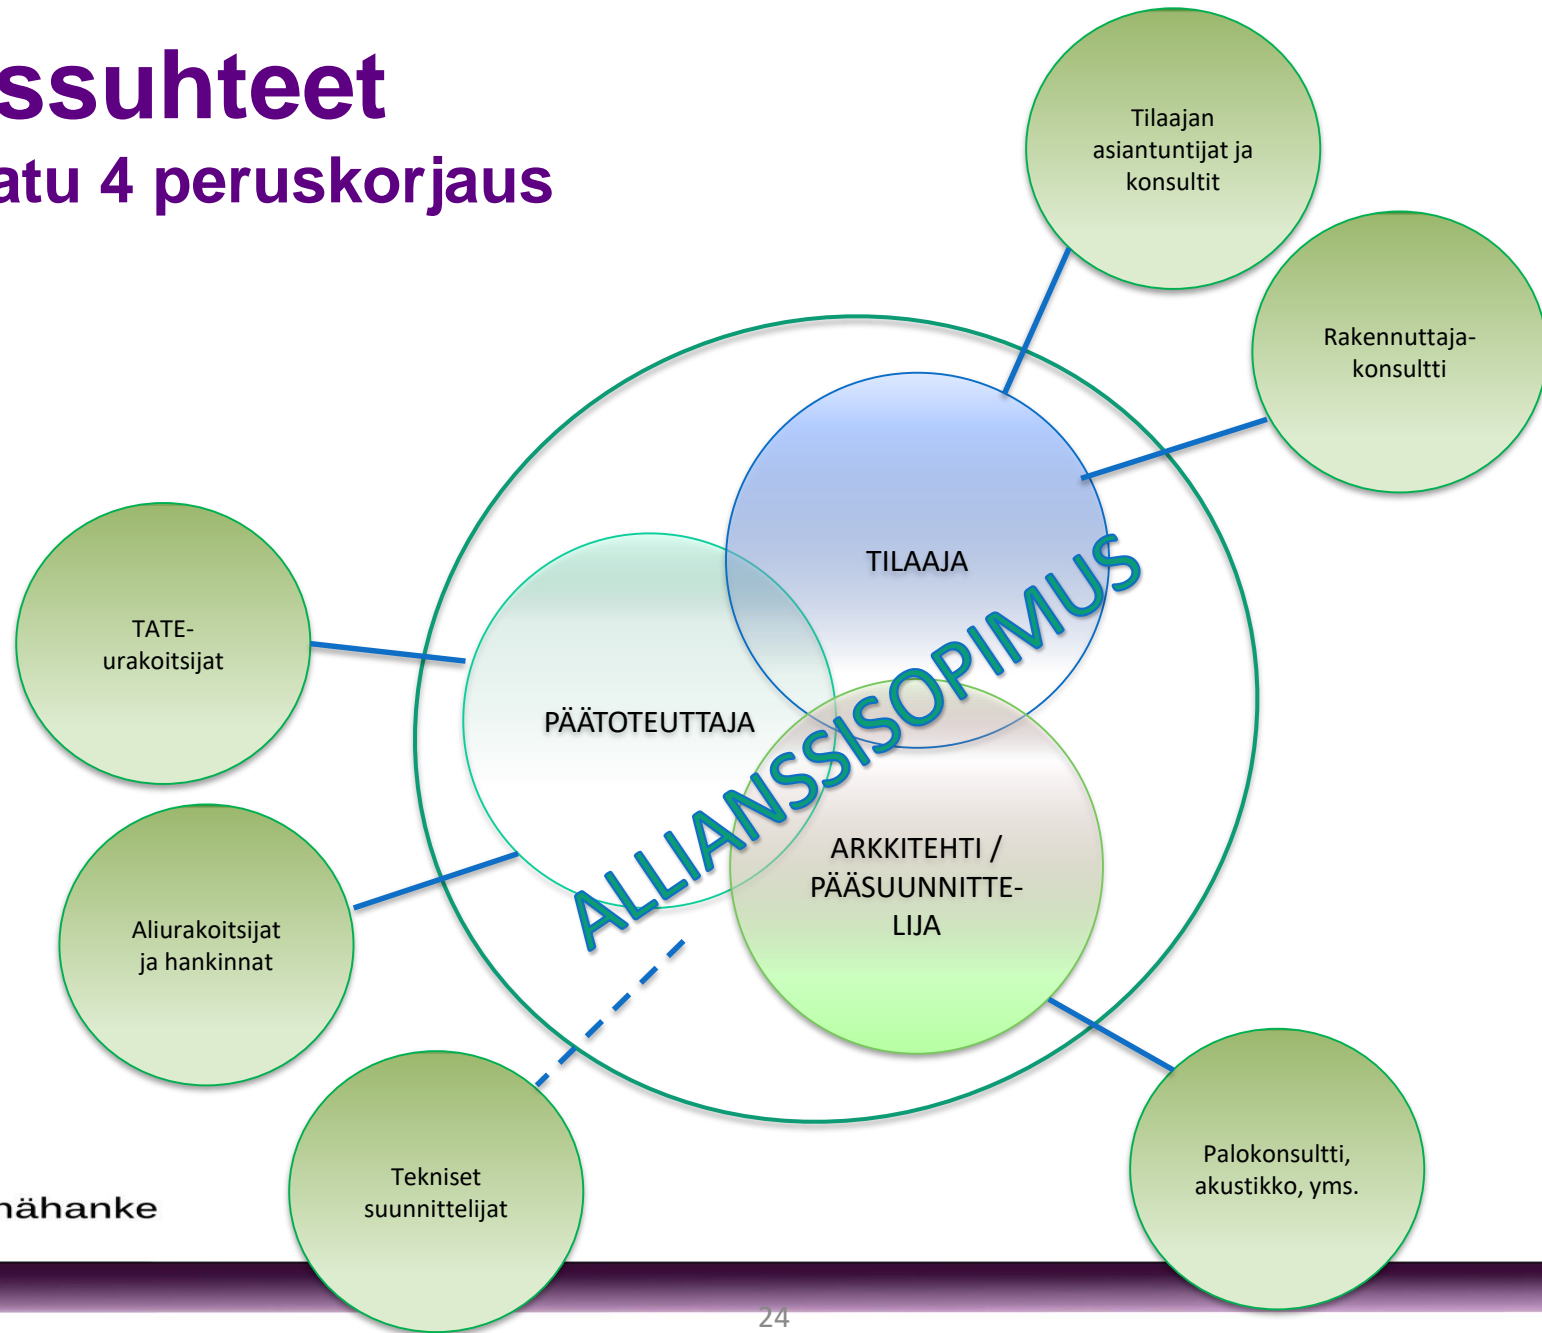 ssuhteet
atu 4 peruskorjaus
Tilaajan
asiantuntijat ja
konsultit
Rakennuttaja-
konsultti
TILAAJA
TATE-
urakoitsijat
PÄÄTOTEUTTAJA
ALLIANSSISOPIMUS
ARKKITEHTI /
PÄÄSUUNNITTE-
LIJA
Aliurakoitsijat
ja hankinnat
Tekniset
suunnittelijat
Palokonsultti,
akustikko, yms.
nähanke
24